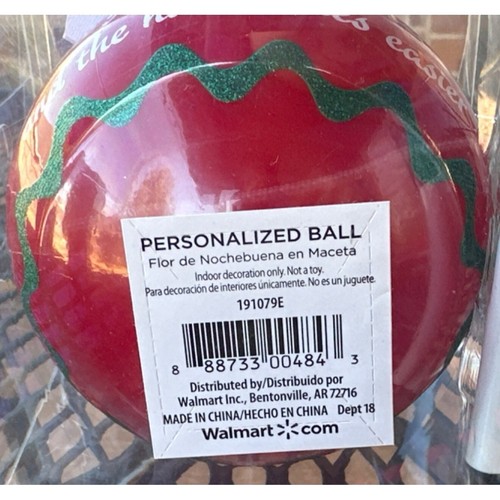 the
easies
PERSONALIZED BALL
Flor de Nochebuena en Maceta
Indoor decoration only. Not a toy.
Para decoración de interiores únicamente. No es un juguete.
191079E
8 88733 00484 3
Distributed by/Distribuido por
Walmart Inc., Bentonville, AR 72716
MADE IN CHINA/HECHO EN CHINA Dept 18
Walmart com